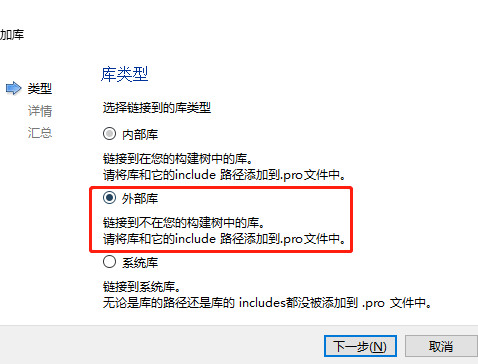 加库
类型
详情
汇总
库类型
选择链接到的库类型
内部库
链接到在您的构建树中的库。
请将库和它的include 路径添加到.pro文件中。
外部库
链接到不在您的构建树中的库。
请将库和它的include 路径添加到.pro文件中。
系统库
链接到系统库。
无论是库的路径还是库的 includes都没被添加到 .pro 文件中。
下一步(N)
取消